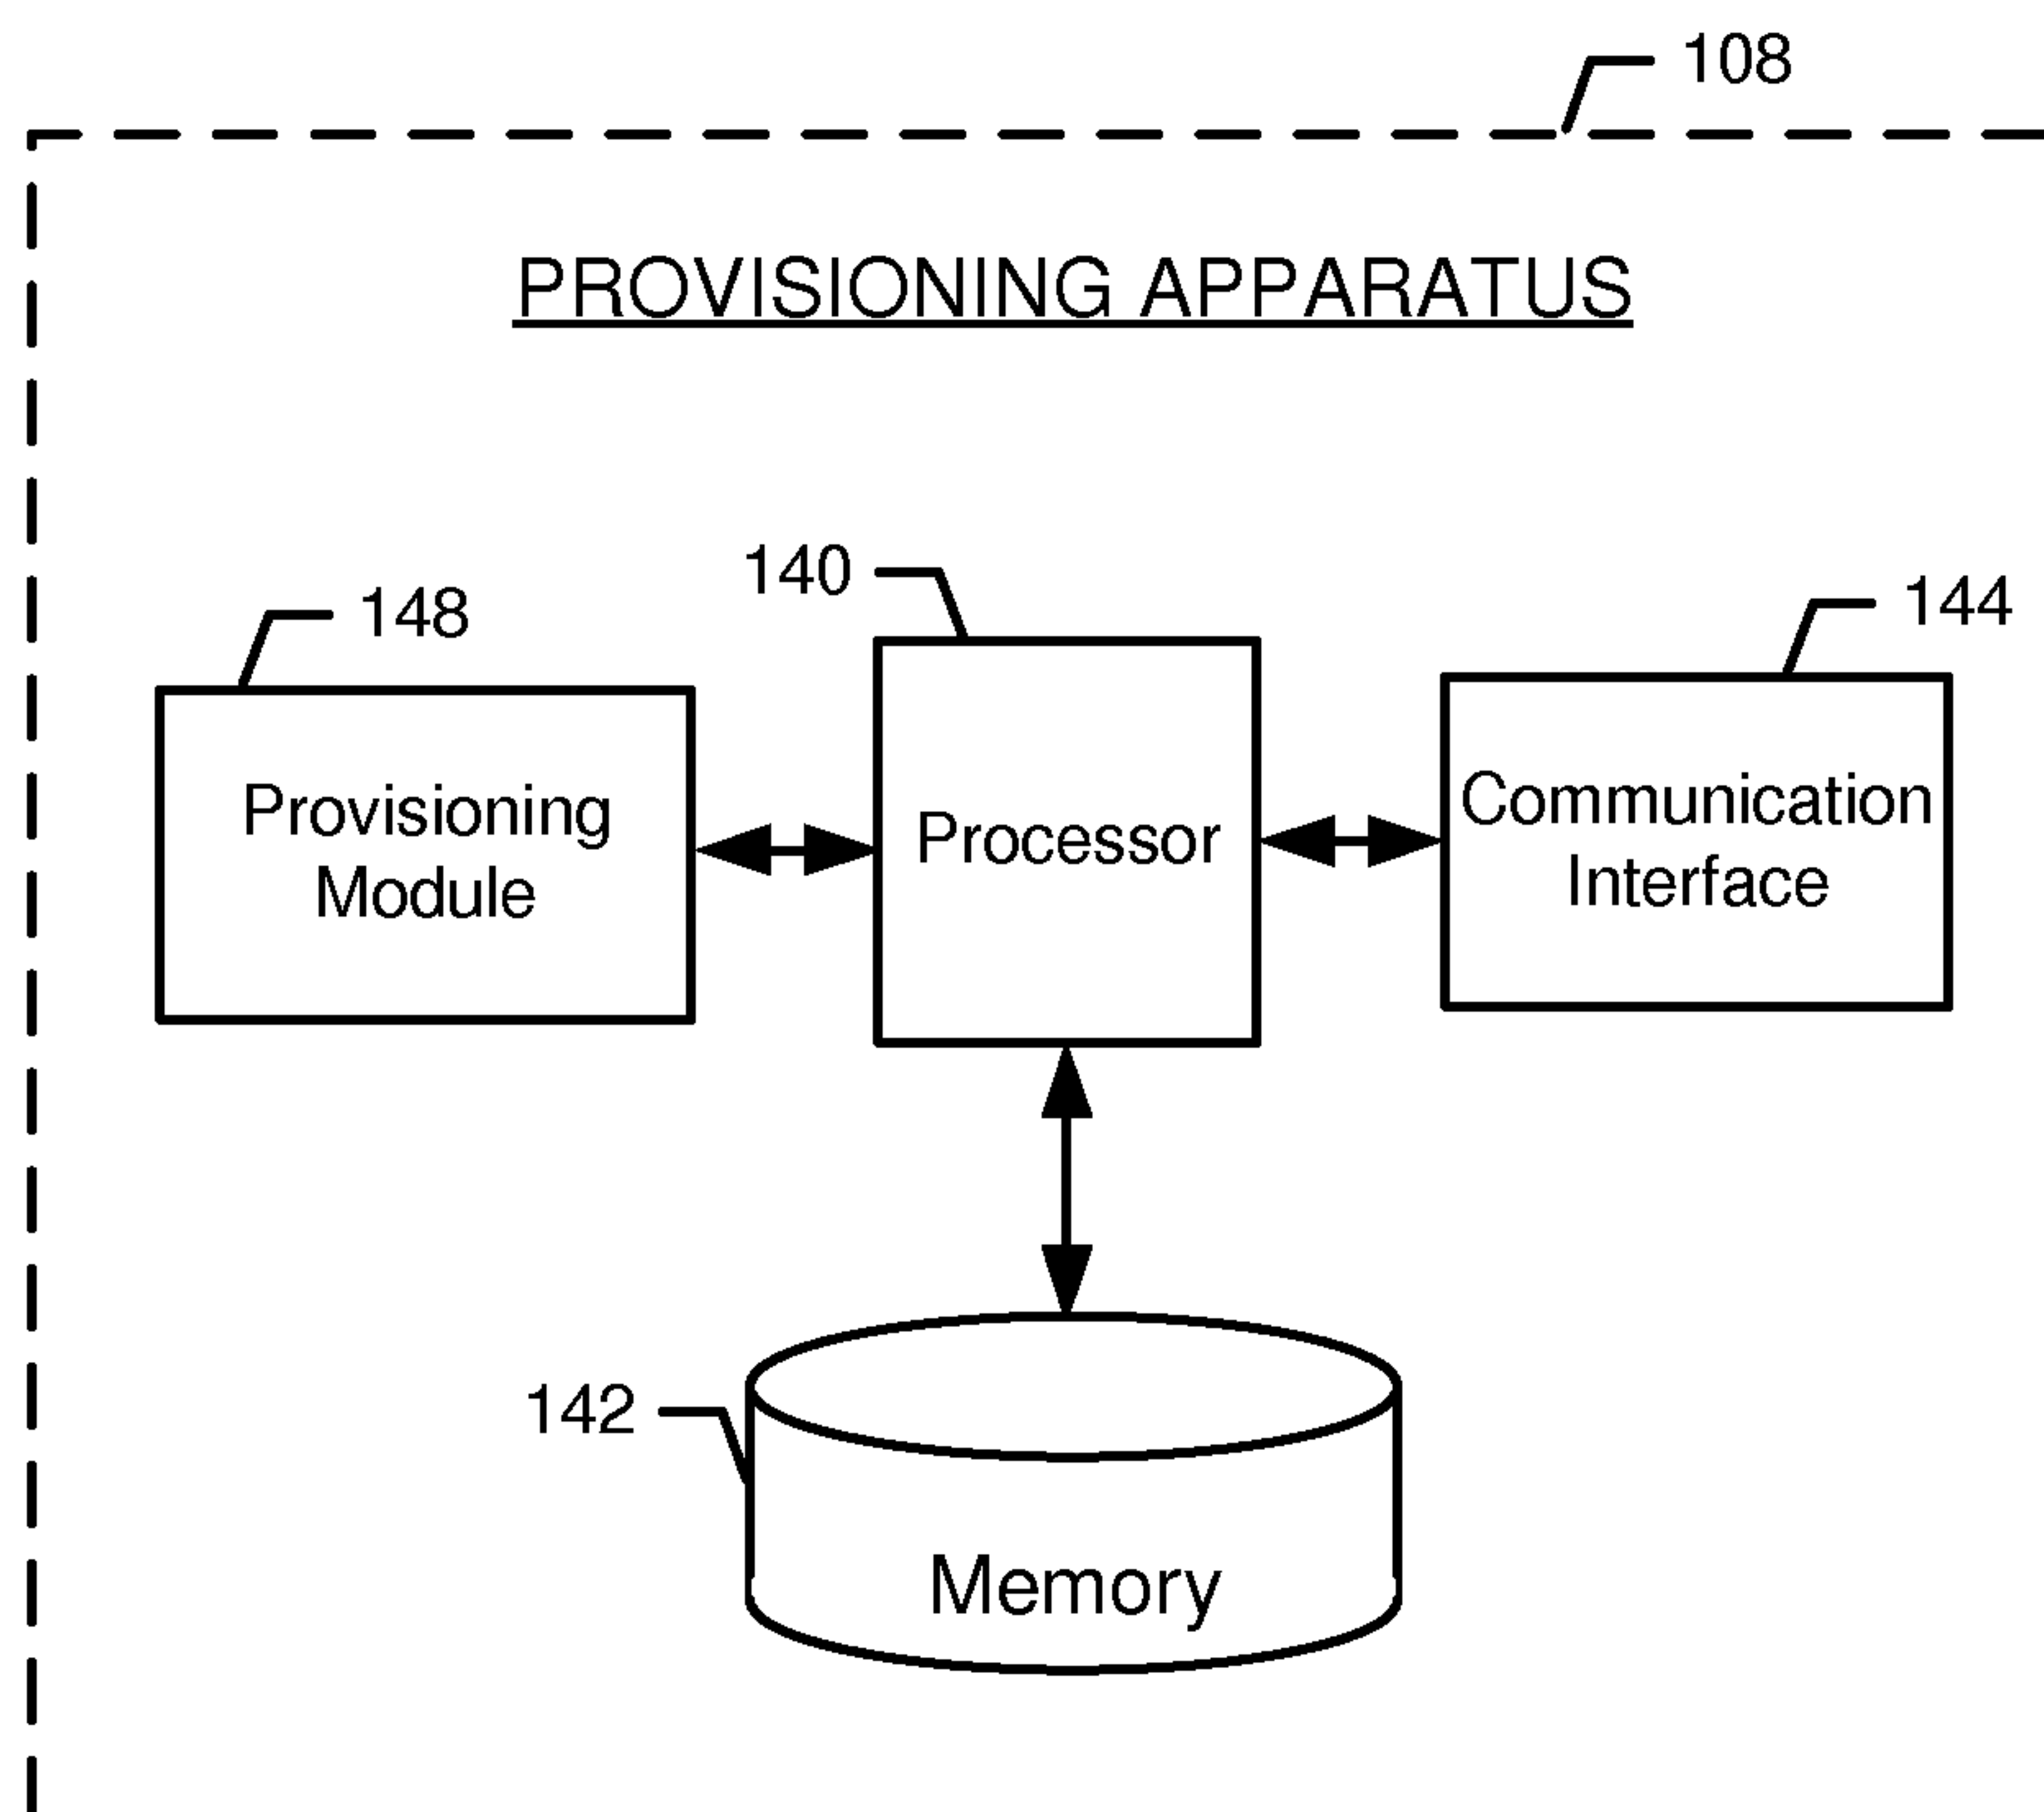 108
PROVISIONING APPARATUS
140
148
144
Provisioning
Module
Processor
Communication
Interface
142
Memory